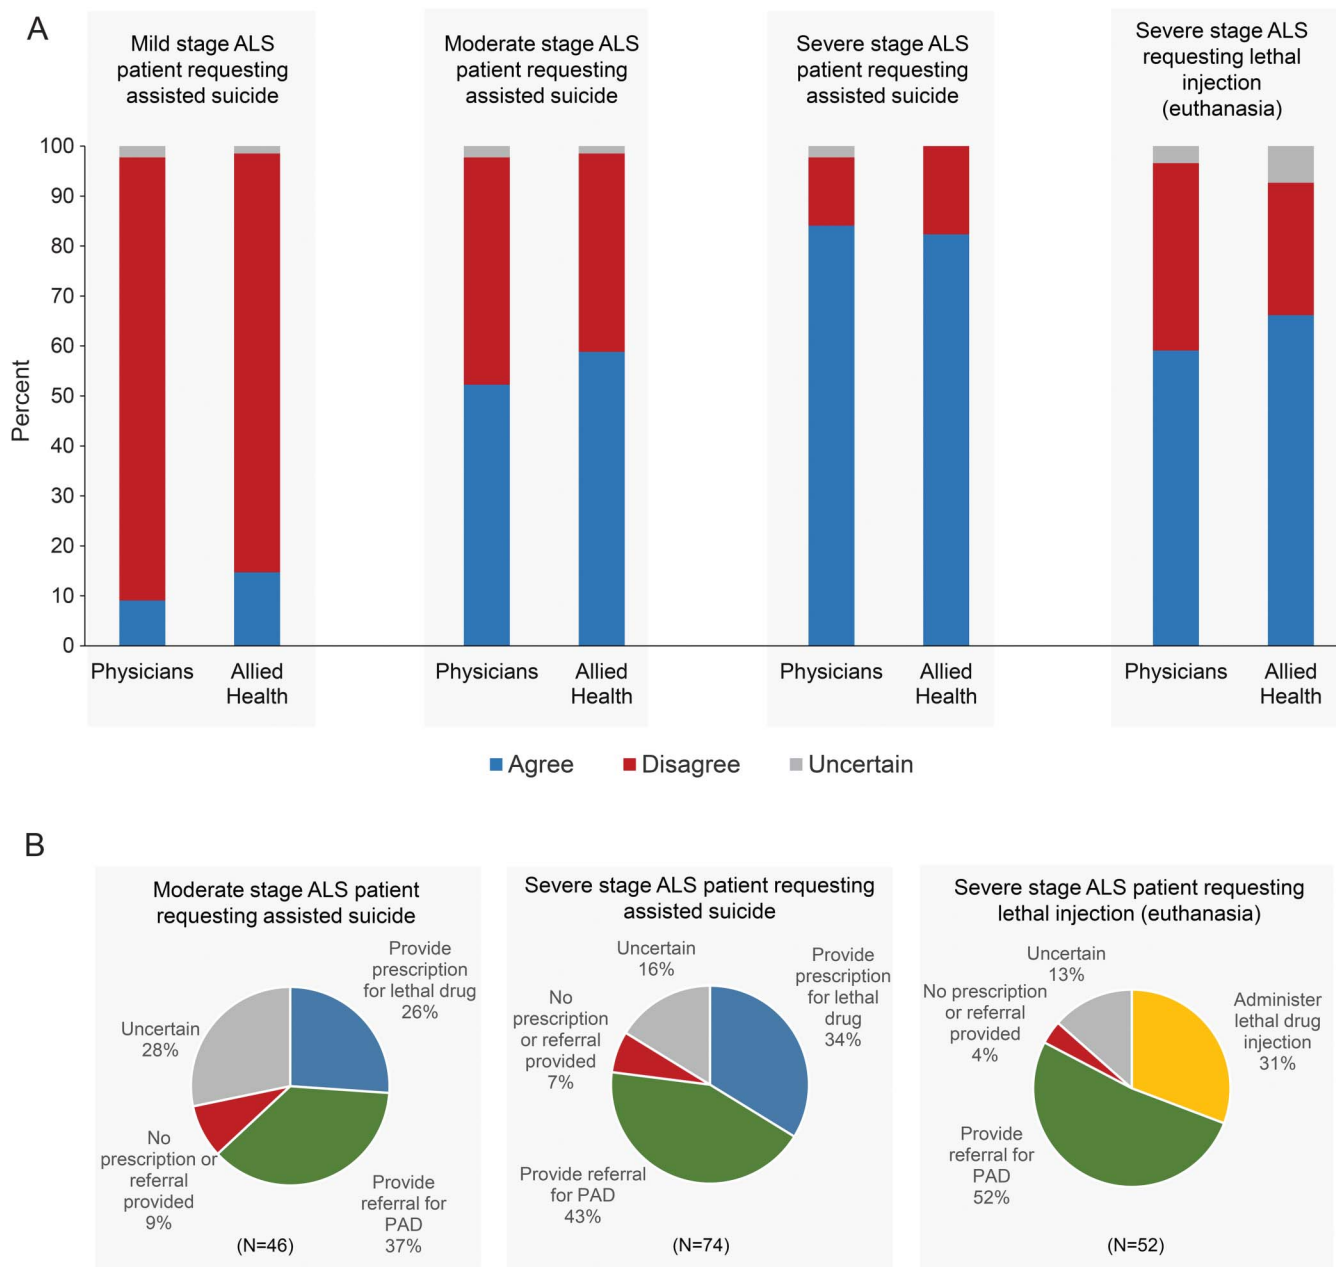 A
Mild stage ALS
patient requesting
assisted suicide
Moderate stage ALS
patient requesting
assisted suicide
Severe stage ALS
patient requesting
assisted suicide
Severe stage ALS
requesting lethal
injection
(euthanasia)
Percent
100
90
80
70
60
50
40
30
20
10
0
Physicians
Allied
Health
Physicians
Allied
Health
Physicians
Allied
Health
Physicians
Allied
Health
Agree
Disagree
Uncertain
B
Moderate stage ALS patient
requesting assisted suicide
Provide
prescription
for lethal drug
26%
Uncertain
28%
No
prescription or
referral
provided
9%
Provide
referral for
PAD
37%
(N=46)
Severe stage ALS patient requesting
assisted suicide
Uncertain
16%
Provide
prescription
for lethal
drug
34%
No
prescription
or referral
provided
7%
Provide referral
for PAD
43%
(N=74)
Severe stage ALS patient requesting
lethal injection (euthanasia)
Uncertain
13%
No prescription
or referral
provided
4%
Administer
lethal drug
injection
31%
Provide
referral for
PAD
52%
(N=52)